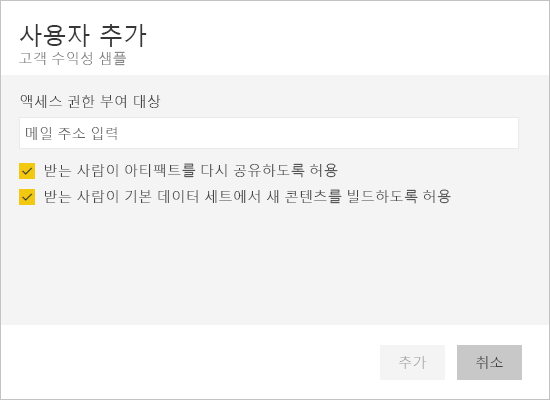 사용자 추가
고객 수익성 샘플
액세스 권한 부여 대상
메일 주소 입력
받는 사람이 아티팩트를 다시 공유하도록 허용
받는 사람이 기본 데이터 세트에서 새 콘텐츠를 빌드하도록 허용
추가 취소